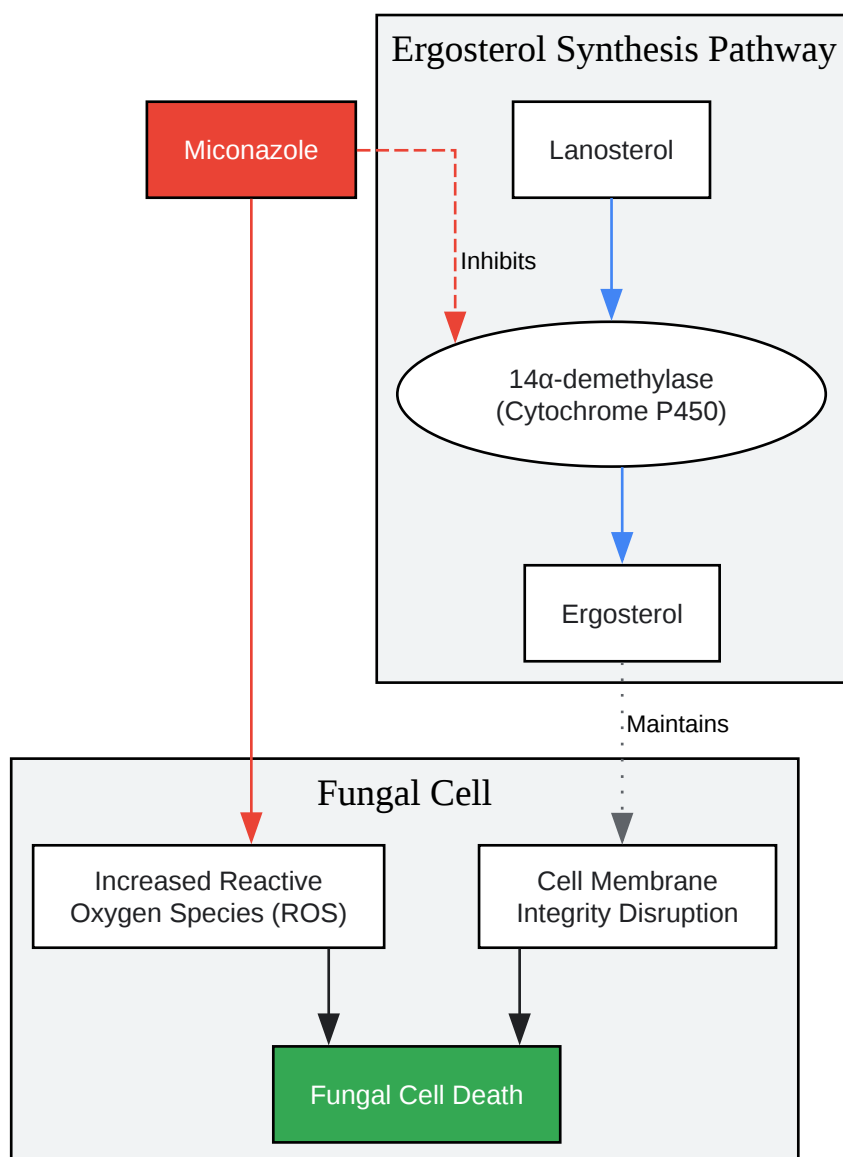 Ergosterol Synthesis Pathway
Miconazole
Lanosterol
Inhibits
14α-demethylase
(Cytochrome P450)
Ergosterol
Maintains
Fungal Cell
Increased Reactive
Oxygen Species (ROS)
Cell Membrane
Integrity Disruption
Fungal Cell Death